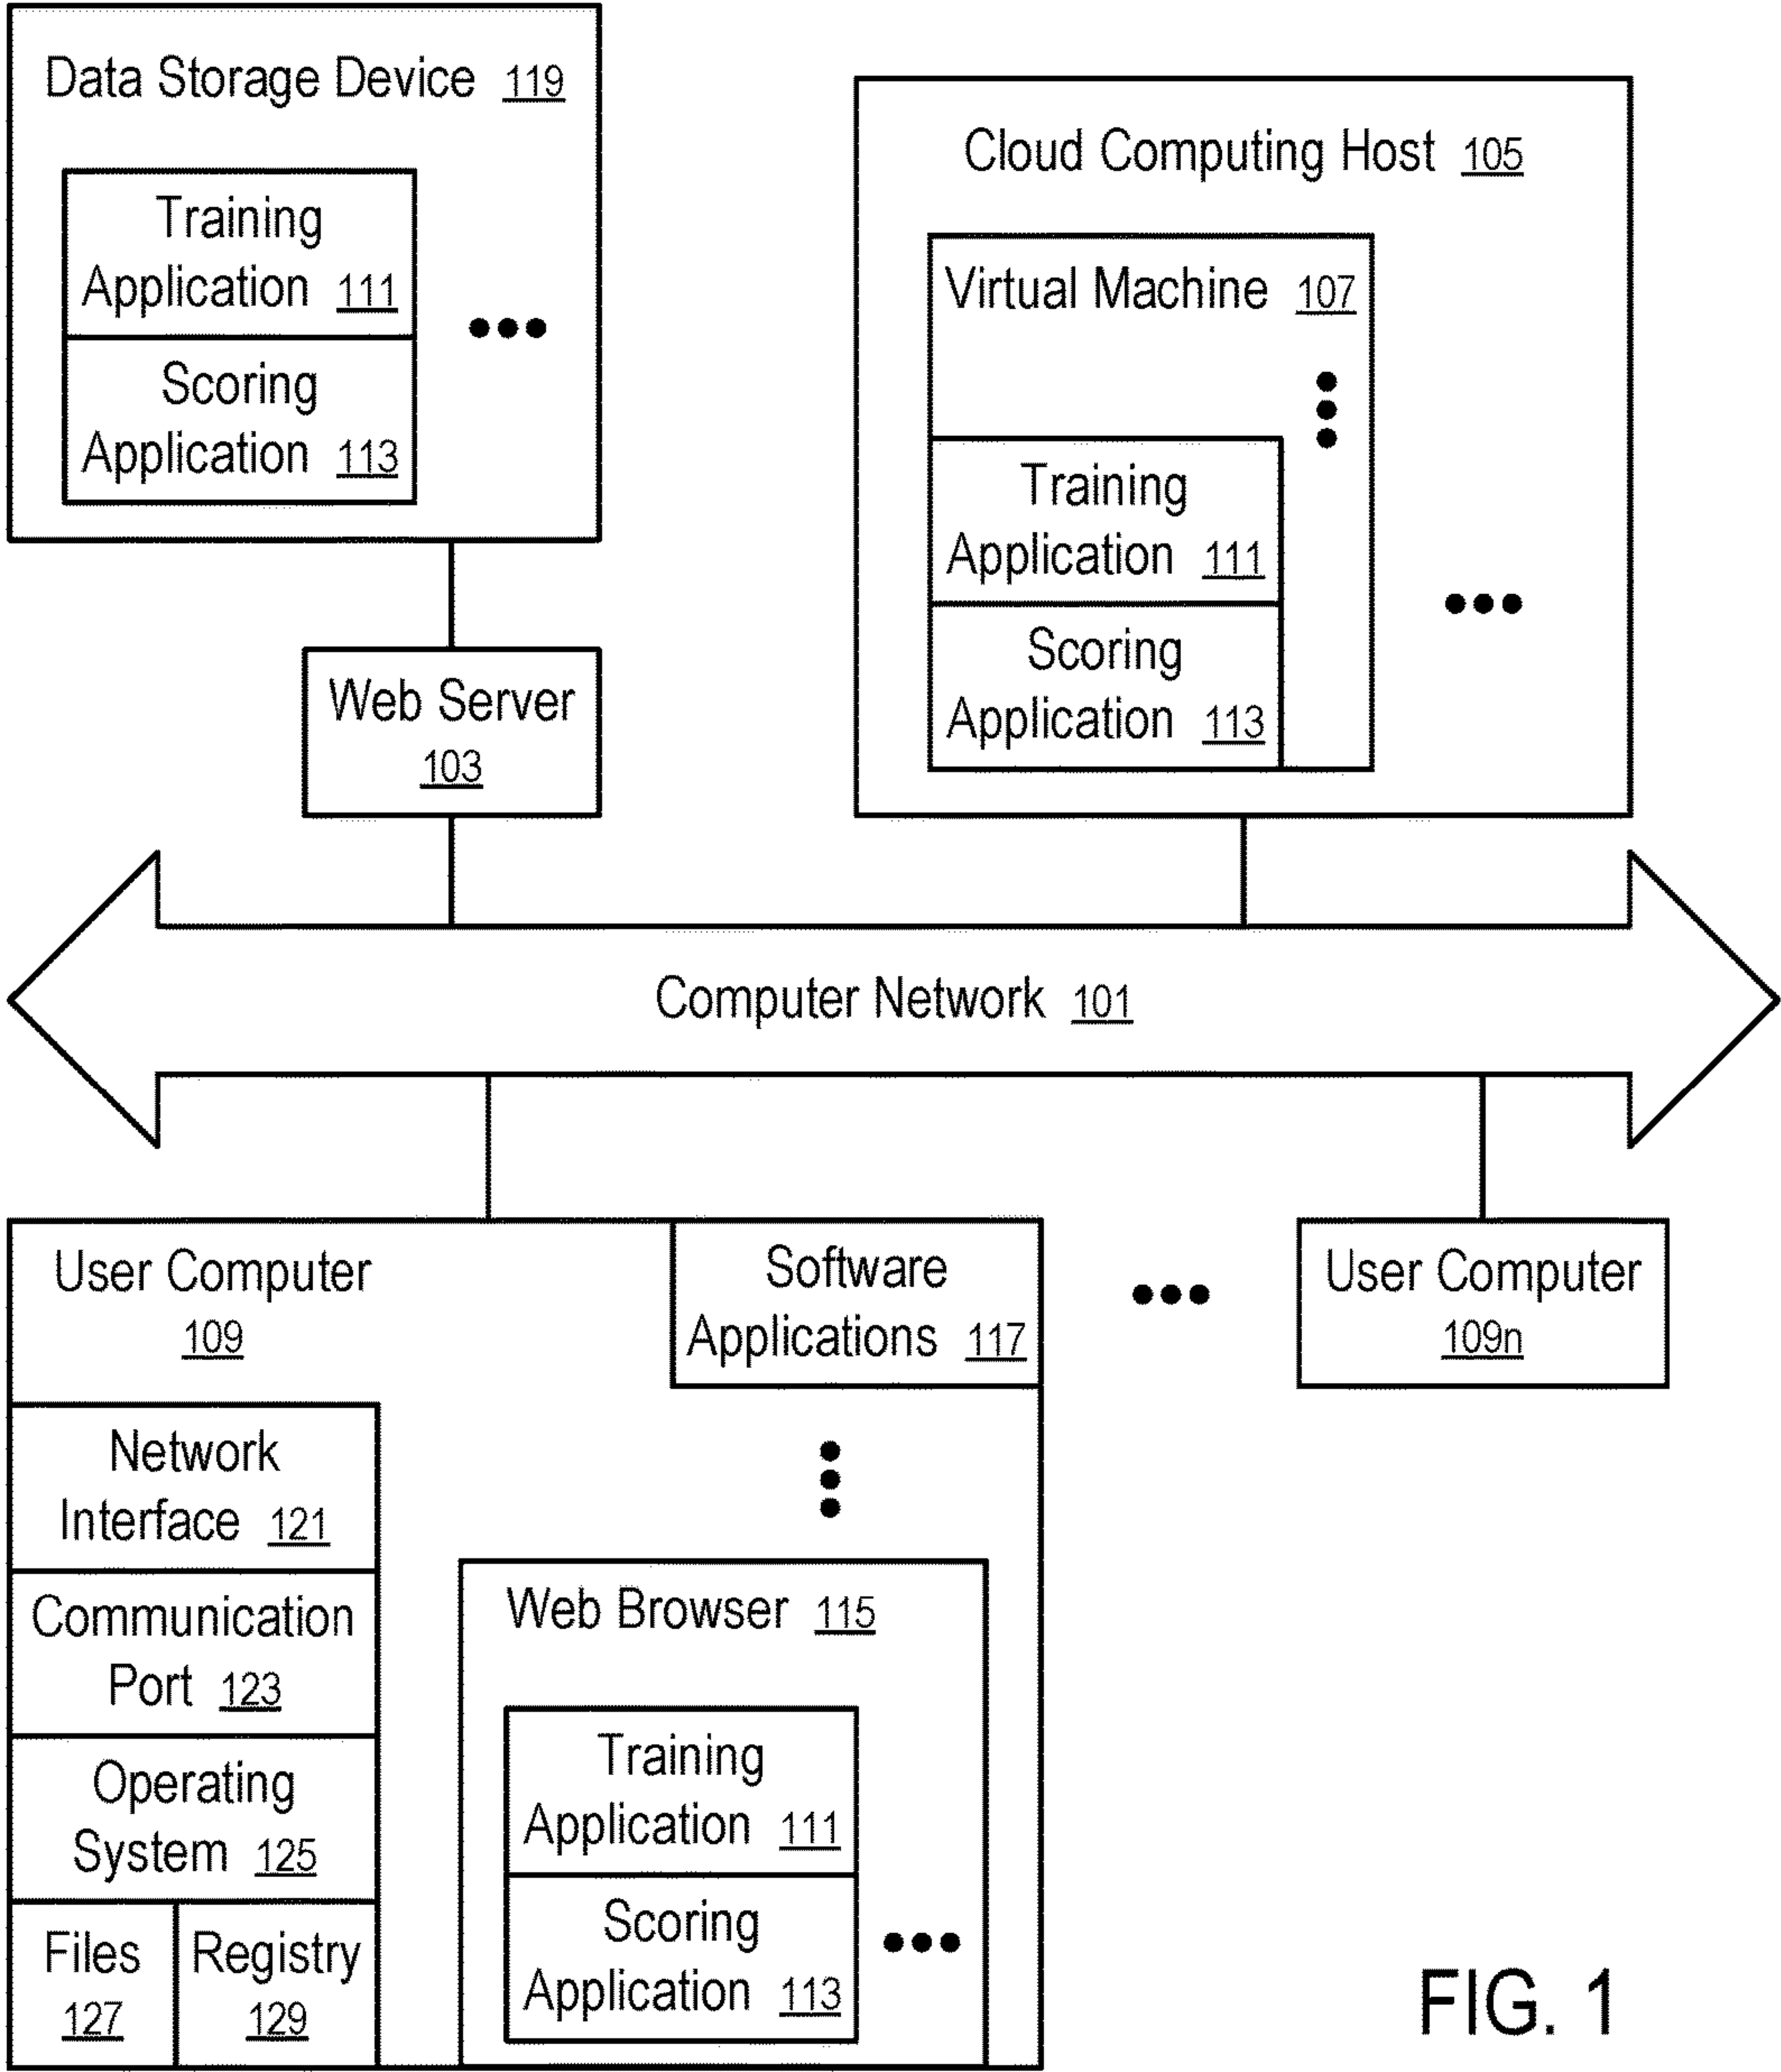 Data Storage Device 119
Training
Application 111
Scoring
Application 113
Cloud Computing Host 105
Virtual Machine 107
Training
Application 111
Scoring
Application 113
Web Server
103
Computer Network 101
User Computer
109
Software
Applications 117
User Computer
109n
Network
Interface 121
Communication
Port 123
Operating
System 125
Files
127
Registry
129
Web Browser 115
Training
Application 111
Scoring
Application 113
FIG. 1